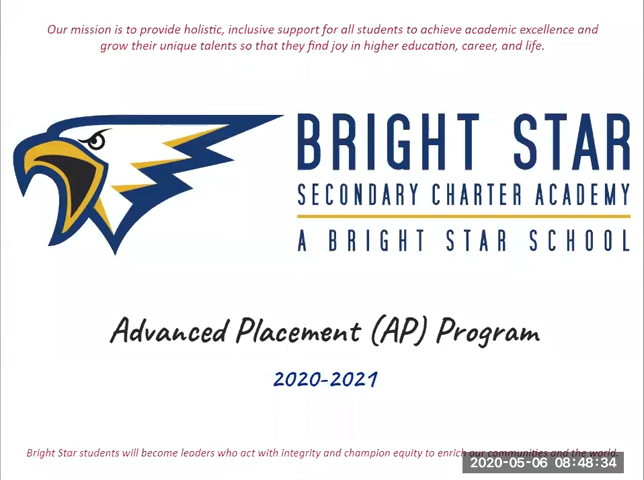 Our mission is to provide holistic, inclusive support for all students to achieve academic excellence and
grow their unique talents so that they find joy in higher education, career, and life.
BRIGHT STAR
SECONDARY CHARTER ACADEMY
A BRIGHT STAR SCHOOL
Advanced Placement (AP) Program
2020-2021
Bright Star students will become leaders who act with integrity and champion equity to enrich our communities and the world.
2020-05-06 08:48:34